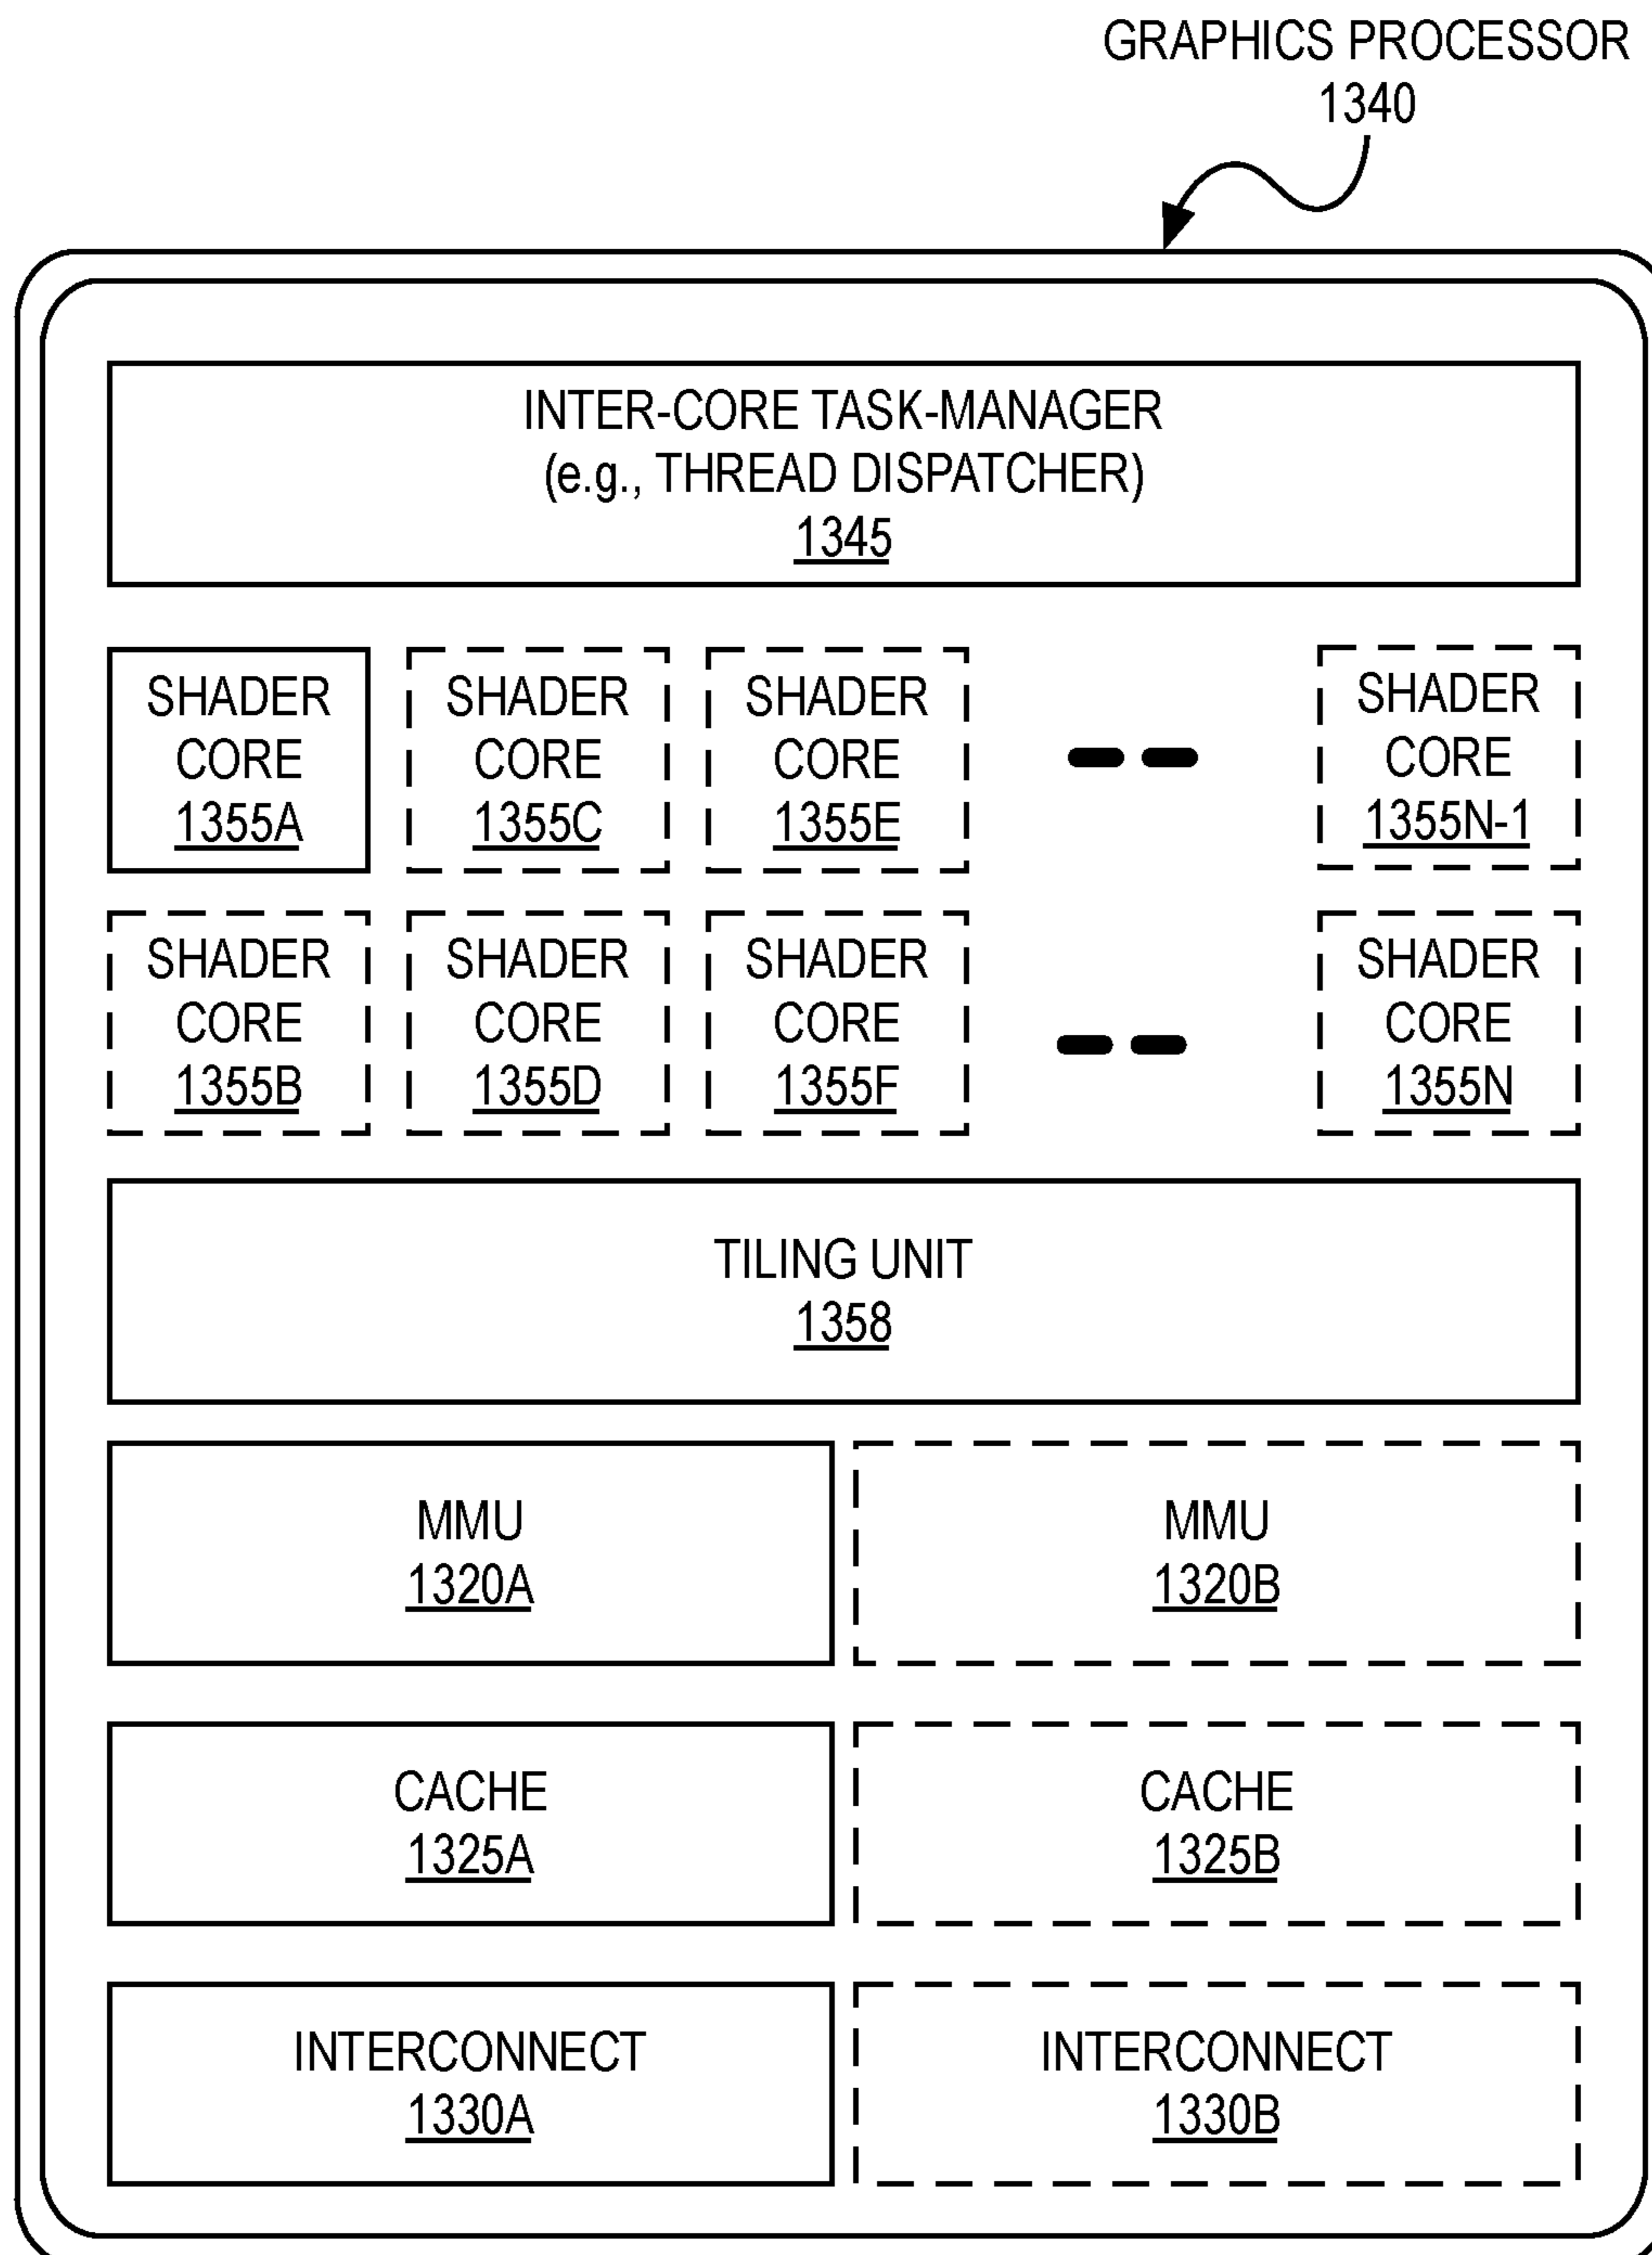 GRAPHICS PROCESSOR
1340
INTER-CORE TASK-MANAGER
(e.g., THREAD DISPATCHER)
1345
SHADER
CORE
1355A
SHADER
CORE
1355C
SHADER
CORE
1355E
SHADER
CORE
1355N-1
SHADER
CORE
1355B
SHADER
CORE
1355D
SHADER
CORE
1355F
SHADER
CORE
1355N
TILING UNIT
1358
MMU
1320A
MMU
1320B
CACHE
1325A
CACHE
1325B
INTERCONNECT
1330A
INTERCONNECT
1330B